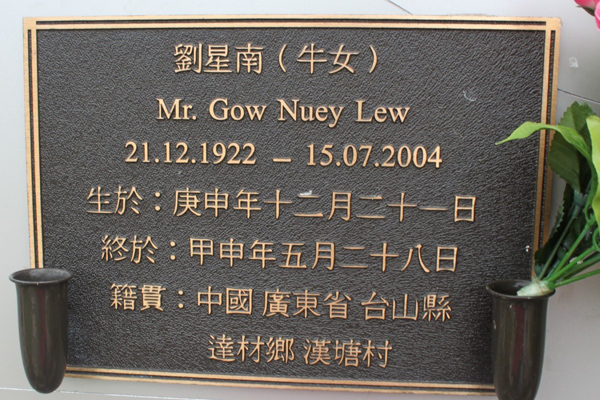 劉星南（牛女）
Mr. Gow Nuey Lew
21.12.1922 – 15.07.2004
生於：庚申年十二月二十一日
終於：甲申年五月二十八日
籍貫：中國 廣東省 台山縣
達材鄉 漢塘村